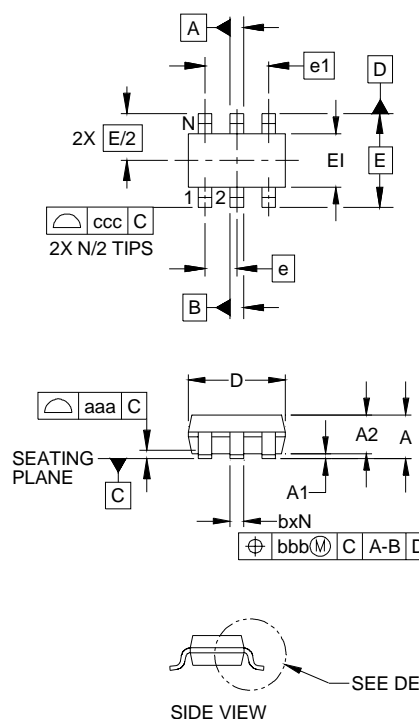 A
e1
D
N
2X E/2
EI
E
1 2
ccc C
2X N/2 TIPS
e
B
D
aaa C
A2
A
SEATING
PLANE
A1
C
bxN
bbb M C A-B D
SEE DE
SIDE VIEW